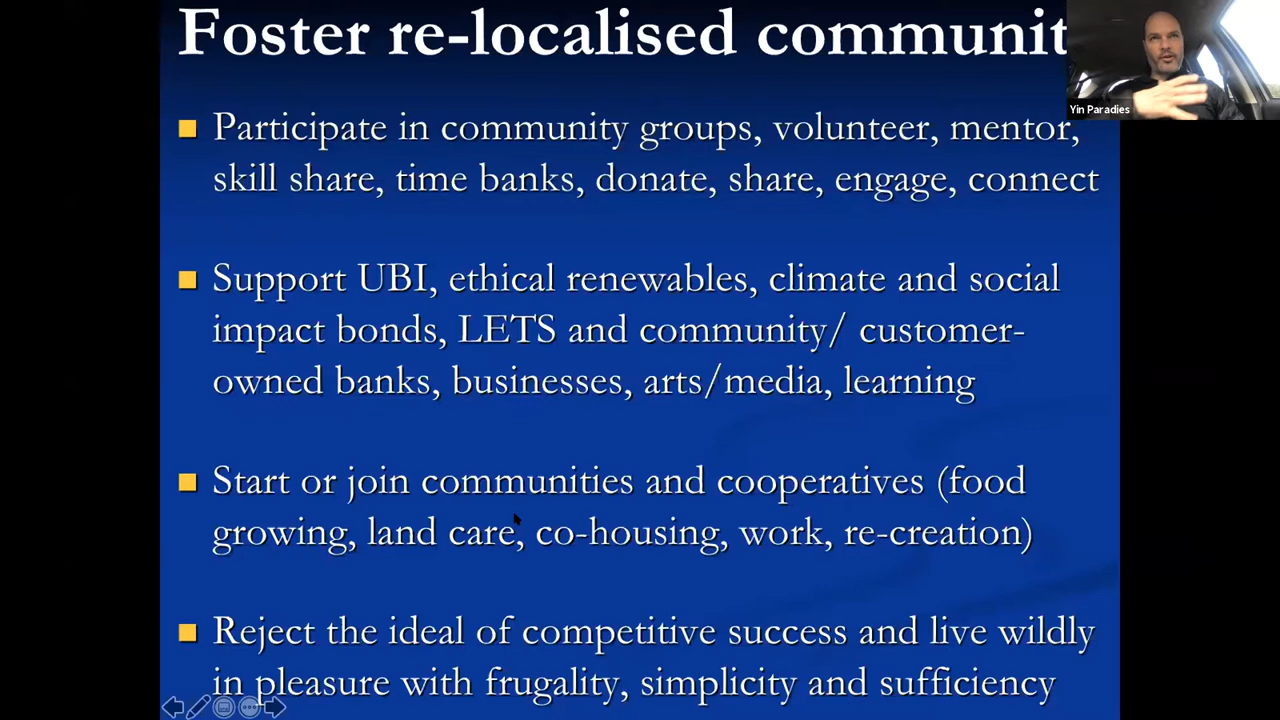 Foster re-localised communit
Yin Paradies
Participate in community groups, volunteer, mentor,
skill share, time banks, donate, share, engage, connect
Support UBI, ethical renewables, climate and social
impact bonds, LETS and community/ customer-
owned banks, businesses, arts/media, learning
Start or join communities and cooperatives (food
growing, land care, co-housing, work, re-creation)
Reject the ideal of competitive success and live wildly
in pleasure with frugality, simplicity and sufficiency